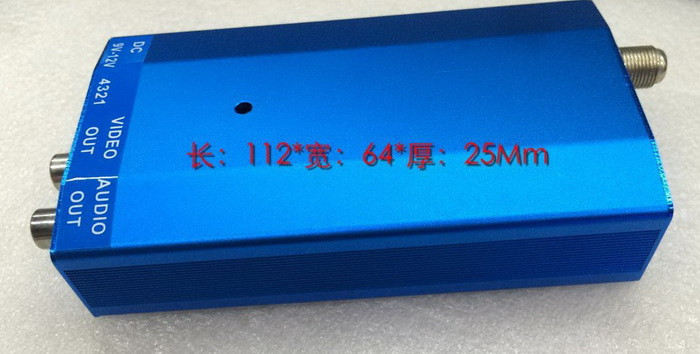 DC
9V-12V
4321
VIDEO
OUT
AUDIO
OUT
长：112*宽：64*厚：25Mm